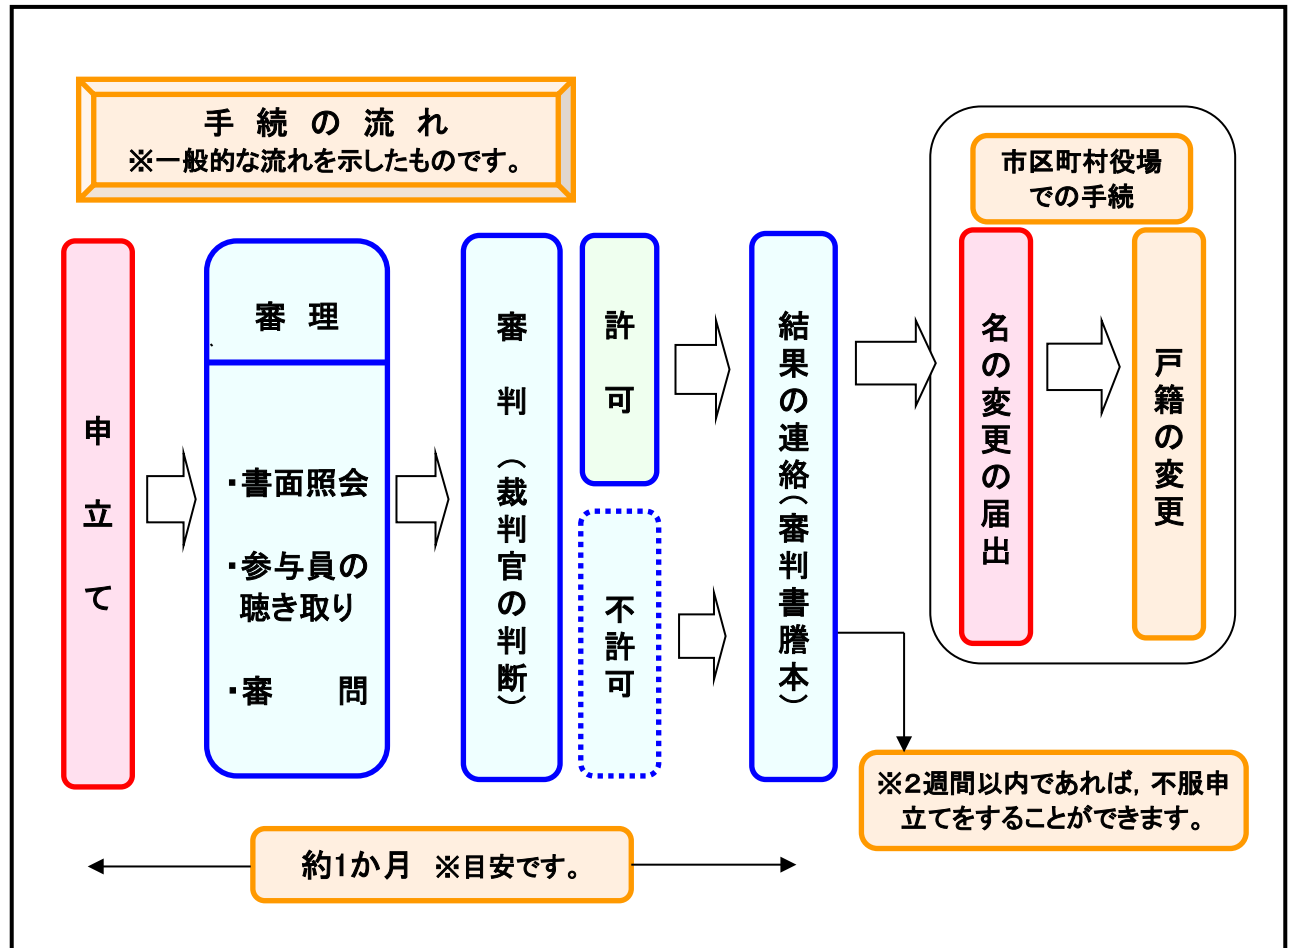 手続の流れ
※一般的な流れを示したものです。
申立て
審理
・書面照会
・参与員の
聴き取り
・審問
審判（裁判官の判断）
許可
不許可
結果の連絡（審判書謄本）
市区町村役場
での手続
名の変更の届出
戸籍の変更
※２週間以内であれば，不服申
立てをすることができます。
約１か月 ※目安です。